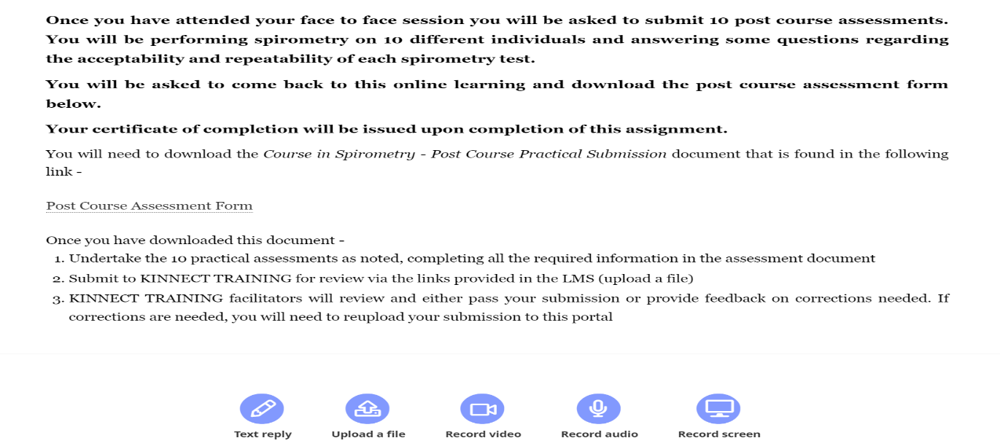 Once you have attended your face to face session you will be asked to submit 10 post course assessments.
You will be performing spirometry on 10 different individuals and answering some questions regarding
the acceptability and repeatability of each spirometry test.
You will be asked to come back to this online learning and download the post course assessment form
below.
Your certificate of completion will be issued upon completion of this assignment.
You will need to download the Course in Spirometry - Post Course Practical Submission document that is found in the following
link -
Post Course Assessment Form
Once you have downloaded this document -
1. Undertake the 10 practical assessments as noted, completing all the required information in the assessment document
2. Submit to KINNECT TRAINING for review via the links provided in the LMS (upload a file)
3. KINNECT TRAINING facilitators will review and either pass your submission or provide feedback on corrections needed. If
corrections are needed, you will need to reupload your submission to this portal
Text reply Upload a file Record video Record audio Record screen